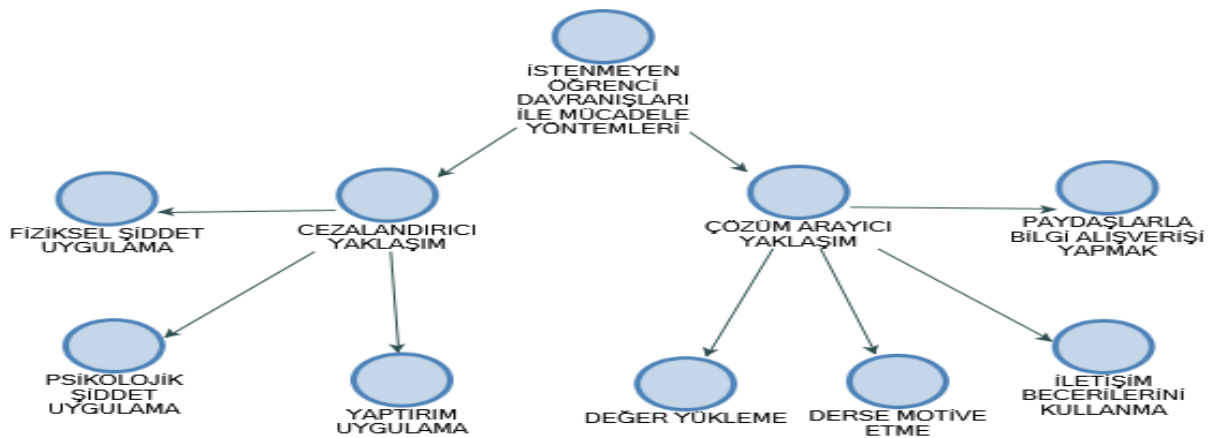 İSTENMEYEN
ÖĞRENCİ
DAVRANIŞLARI
İLE MÜCADELE
YÖNTEMLERİ
CEZALANDIRICI
YAKLAŞIM
FİZİKSEL ŞİDDET
UYGULAMA
PSİKOLOJİK
ŞİDDET
UYGULAMA
YAPTIRIM
UYGULAMA
ÇÖZÜM ARAYICI
YAKLAŞIM
PAYDAŞLARLA
BİLGİ ALIŞVERİŞİ
YAPMAK
DEĞER YÜKLEME
DERSE MOTİVE
ETME
İLETİŞİM
BECERİLERİNİ
KULLANMA